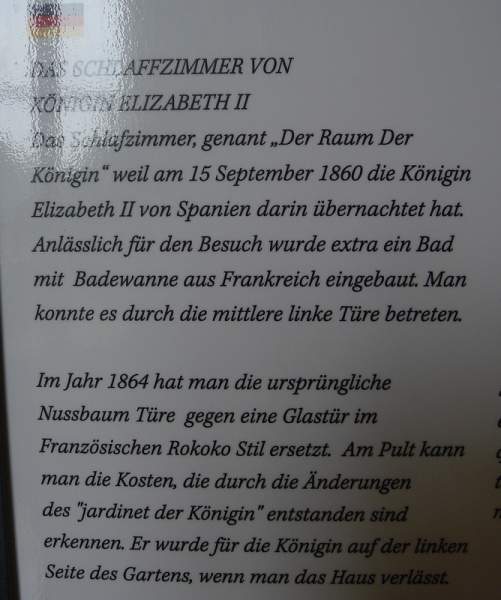 DAS SCHLAFFZIMMER VON
KÖNIGIN ELIZABETH II
Das Schlafzimmer, genant „Der Raum Der
Königin“ weil am 15 September 1860 die Königin
Elizabeth II von Spanien darin übernachtet hat.
Anlässlich für den Besuch wurde extra ein Bad
mit Badewanne aus Frankreich eingebaut. Man
konnte es durch die mittlere linke Türe betreten.
Im Jahr 1864 hat man die ursprüngliche
Nussbaum Türe gegen eine Glastür im
Französischen Rokoko Stil ersetzt. Am Pult kann
man die Kosten, die durch die Änderungen
des "jardinet der Königin" entstanden sind
erkennen. Er wurde für die Königin auf der linken
Seite des Gartens, wenn man das Haus verlässt.